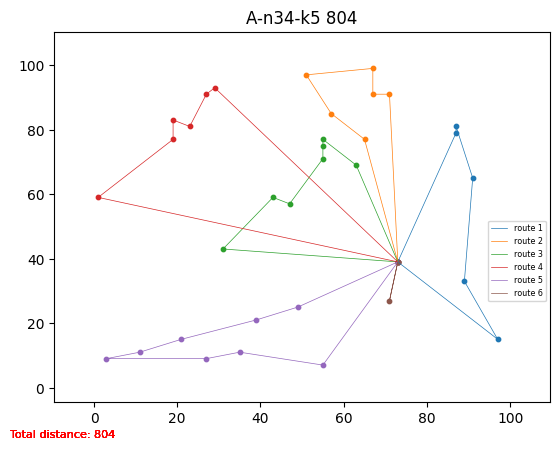 A-n34-k5 804
100
80
60
40
20
0
route 1
route 2
route 3
route 4
route 5
route 6
0 20 40 60 80 100
Total distance: 804